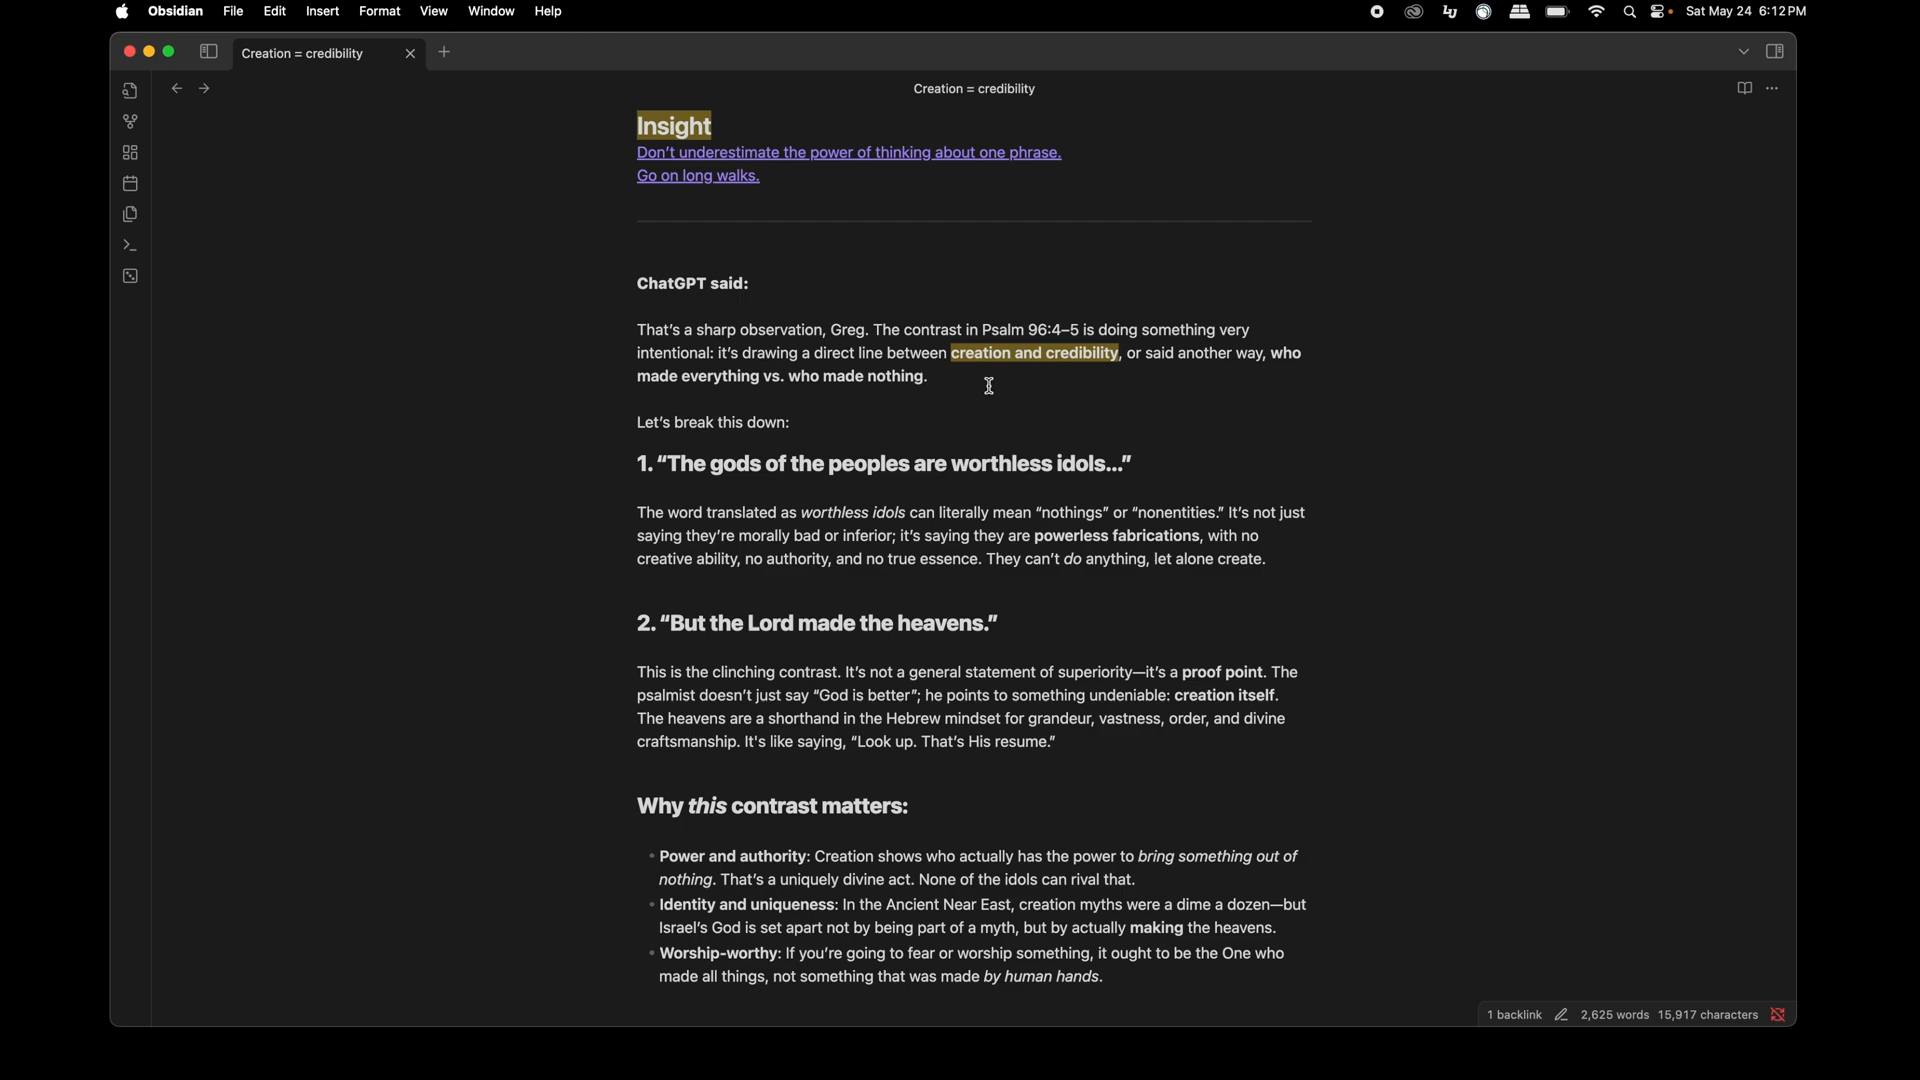 Obsidian File Edit Insert Format View Window Help Sat May 24 6:12 PM
Creation = credibility
Creation = credibility
Insight
Don't underestimate the power of thinking about one phrase.
Go on long walks.
ChatGPT said:
That's a sharp observation, Greg. The contrast in Psalm 96:4–5 is doing something very
intentional: it's drawing a direct line between creation and credibility, or said another way, who
made everything vs. who made nothing.
Let's break this down:
1. “The gods of the peoples are worthless idols…”
The word translated as worthless idols can literally mean “nothings” or “nonentities.” It's not just
saying they're morally bad or inferior; it's saying they are powerless fabrications, with no
creative ability, no authority, and no true essence. They can't do anything, let alone create.
2. “But the Lord made the heavens.”
This is the clinching contrast. It's not a general statement of superiority—it's a proof point. The
psalmist doesn't just say “God is better”; he points to something undeniable: creation itself.
The heavens are a shorthand in the Hebrew mindset for grandeur, vastness, order, and divine
craftsmanship. It's like saying, “Look up. That's His resume.”
Why this contrast matters:
• Power and authority: Creation shows who actually has the power to bring something out of
nothing. That's a uniquely divine act. None of the idols can rival that.
• Identity and uniqueness: In the Ancient Near East, creation myths were a dime a dozen—but
Israel's God is set apart not by being part of a myth, but by actually making the heavens.
• Worship-worthy: If you're going to fear or worship something, it ought to be the One who
made all things, not something that was made by human hands.
1 backlink 2,625 words 15,917 characters